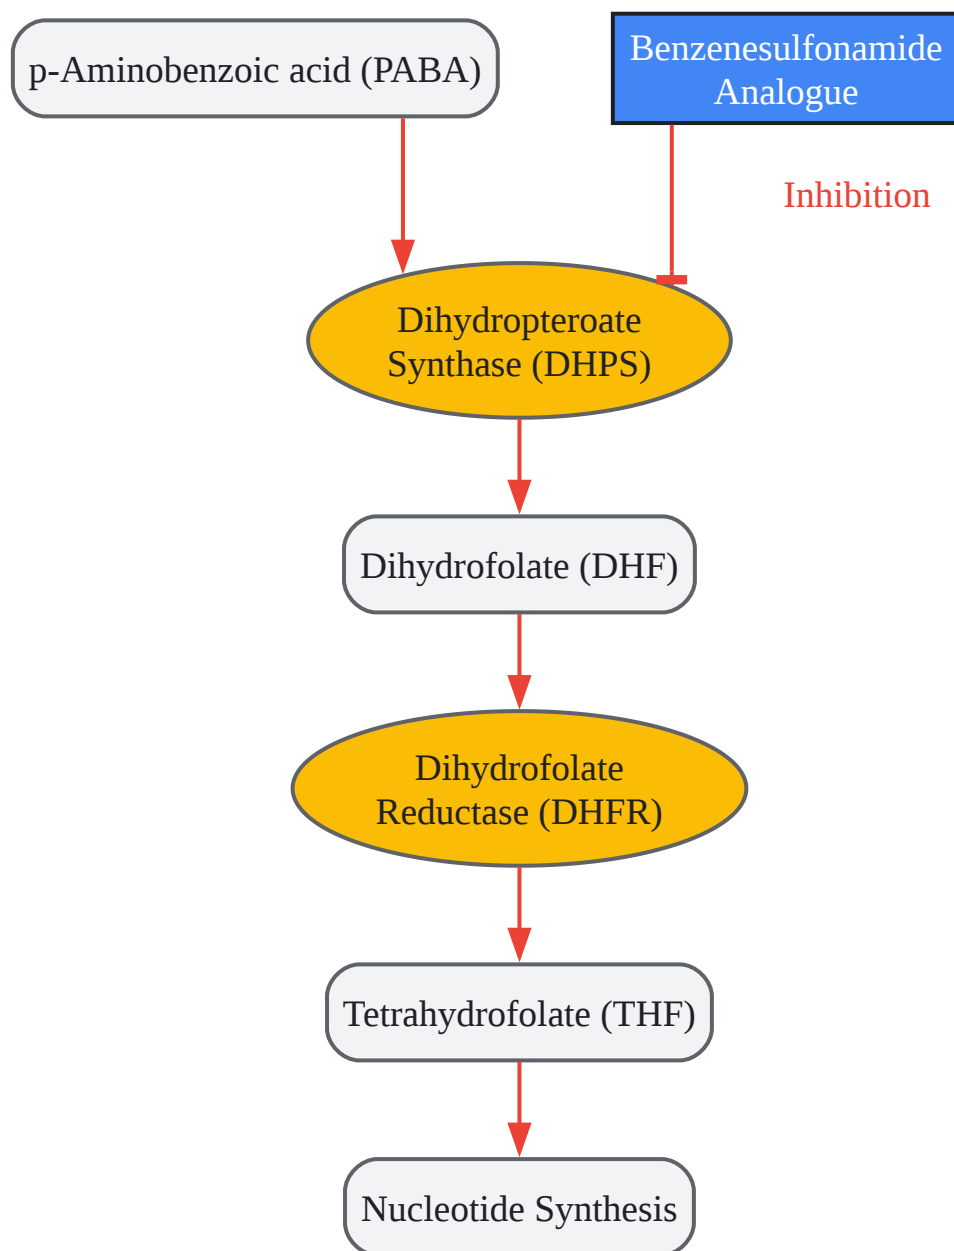 p-Aminobenzoic acid (PABA)
Benzenesulfonamide
Analogue
Inhibition
Dihydropteroate
Synthase (DHPS)
Dihydrofolate (DHF)
Dihydrofolate
Reductase (DHFR)
Tetrahydrofolate (THF)
Nucleotide Synthesis